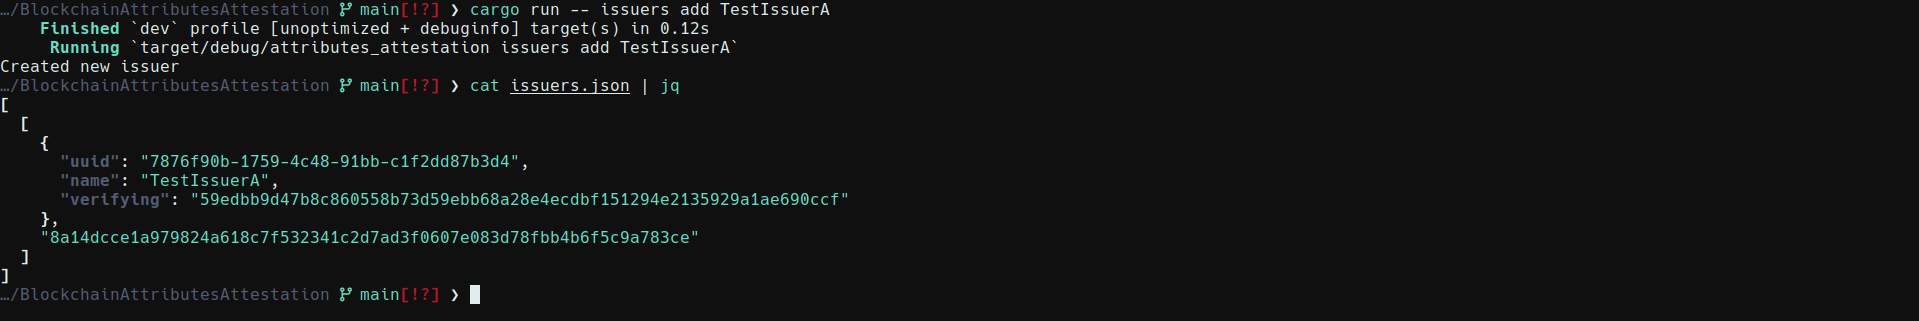 …/BlockchainAttributesAttestation main[!?] ❯ cargo run -- issuers add TestIssuerA
    Finished `dev` profile [unoptimized + debuginfo] target(s) in 0.12s
     Running `target/debug/attributes_attestation issuers add TestIssuerA`
Created new issuer
…/BlockchainAttributesAttestation main[!?] ❯ cat issuers.json | jq
[
  [
    {
      "uuid": "7876f90b-1759-4c48-91bb-c1f2dd87b3d4",
      "name": "TestIssuerA",
      "verifying": "59edbb9d47b8c860558b73d59ebb68a28e4ecdbf151294e2135929a1ae690ccf"
    },
    "8a14dcce1a979824a618c7f532341c2d7ad3f0607e083d78fbb4b6f5c9a783ce"
  ]
]
…/BlockchainAttributesAttestation main[!?] ❯